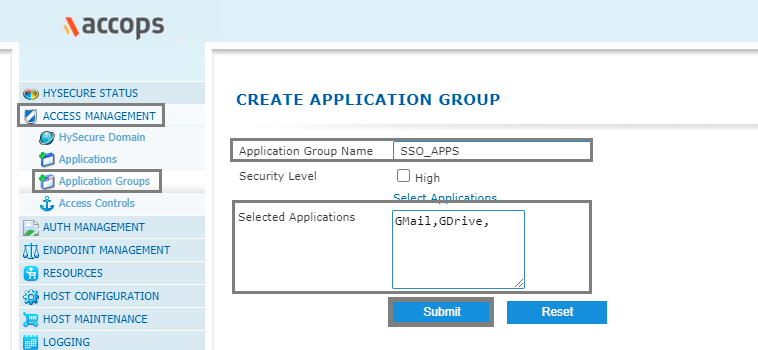 accops
HYSECURE STATUS
ACCESS MANAGEMENT
HySecure Domain
Applications
Application Groups
Access Controls
AUTH MANAGEMENT
ENDPOINT MANAGEMENT
RESOURCES
HOST CONFIGURATION
HOST MAINTENANCE
LOGGING
CREATE APPLICATION GROUP
Application Group Name SSO_APPS
Security Level High
Select Applications
Selected Applications GMail,GDrive,
Submit Reset